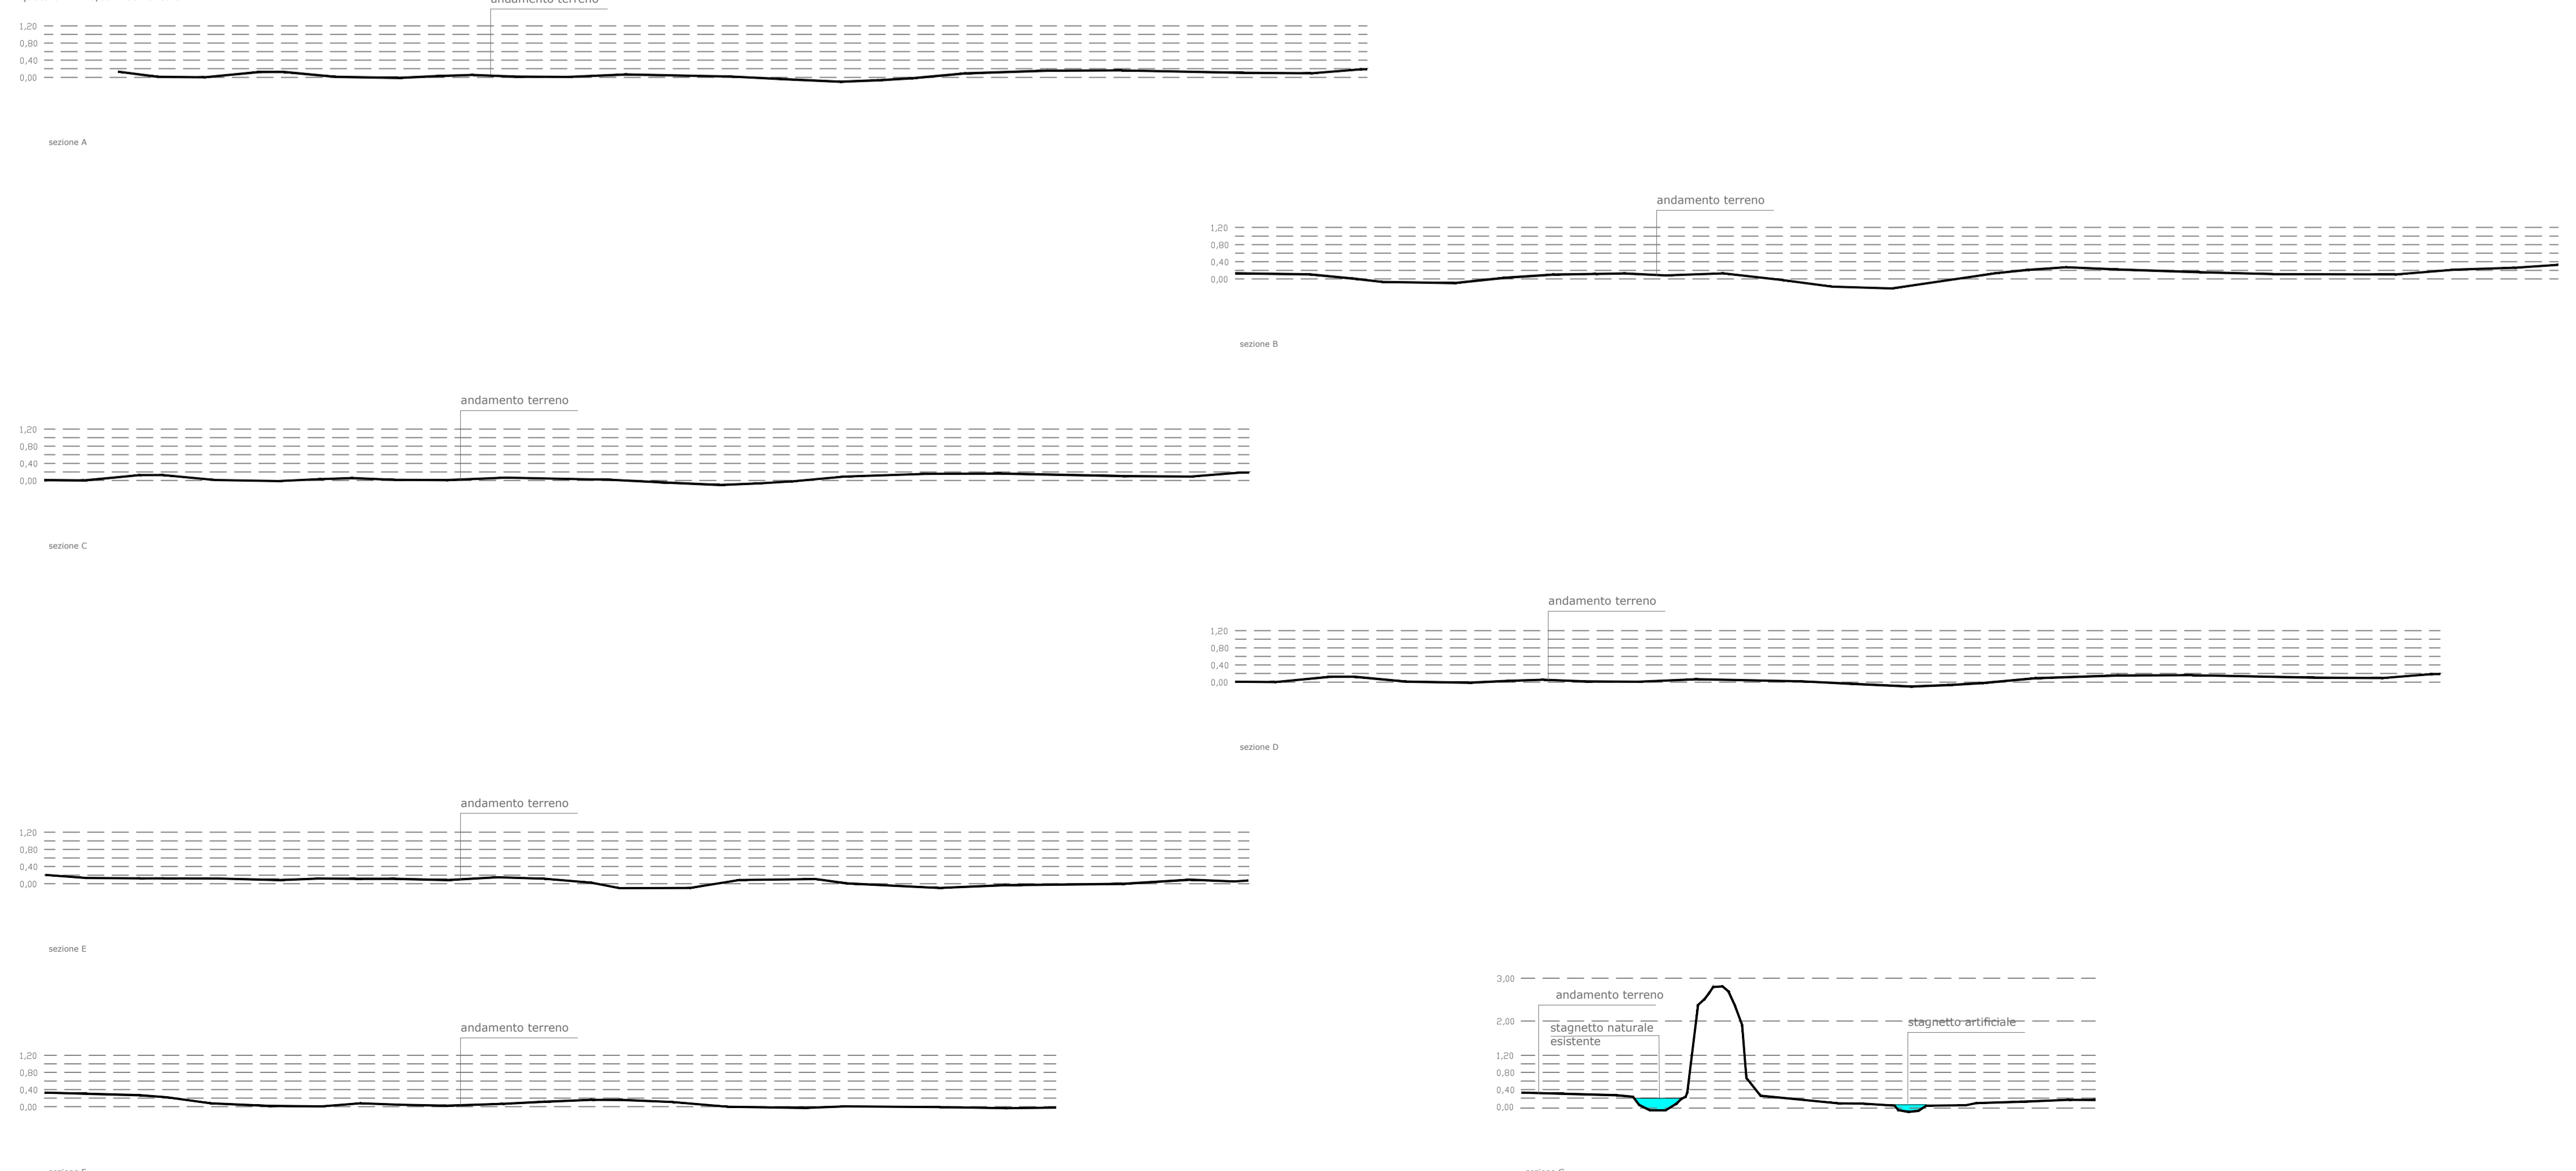 andamento terreno
1,20
0,80
0,40
0,00
sezione A
andamento terreno
1,20
0,80
0,40
0,00
sezione B
andamento terreno
1,20
0,80
0,40
0,00
sezione C
andamento terreno
1,20
0,80
0,40
0,00
sezione D
andamento terreno
1,20
0,80
0,40
0,00
sezione E
andamento terreno
1,20
0,80
0,40
0,00
3,00
andamento terreno
2,00
stagnetto naturale
esistente
stagnetto artificiale
1,20
0,80
0,40
0,00